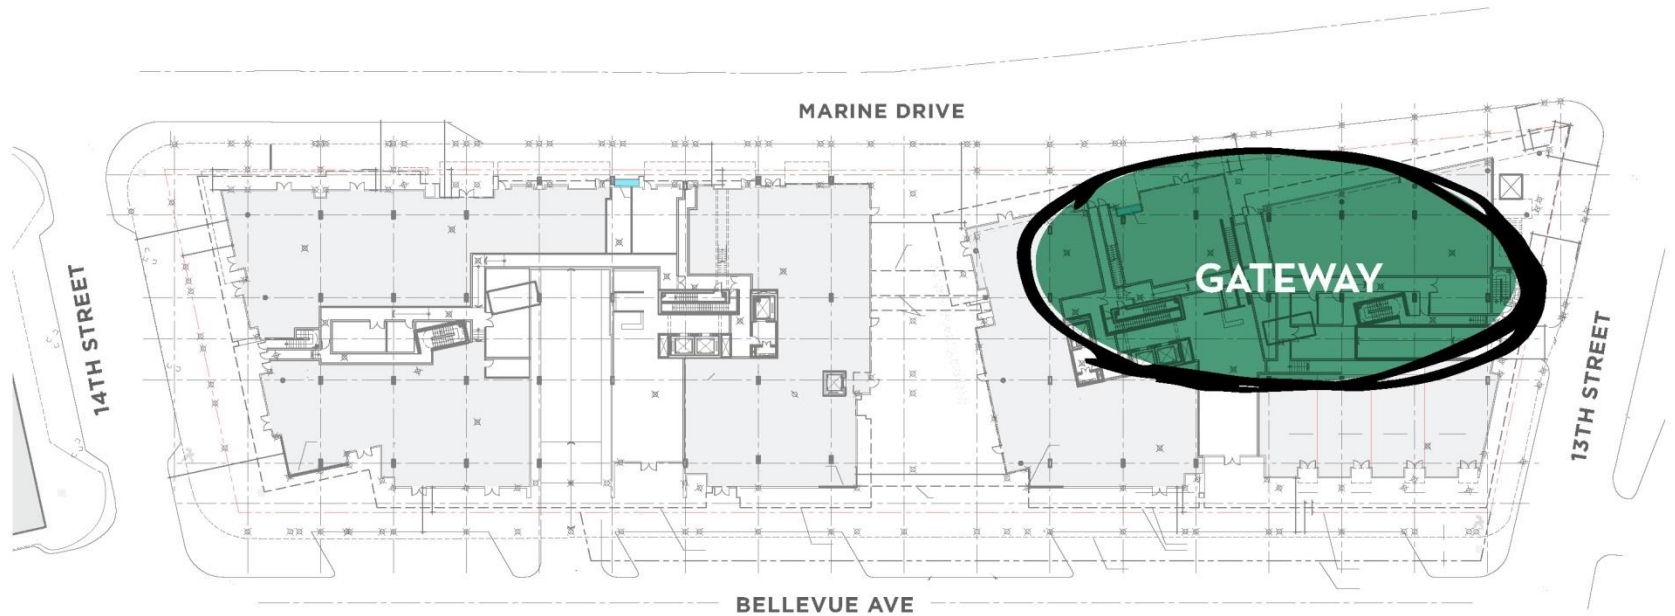 MARINE DRIVE
GATEWAY
14TH STREET
13TH STREET
BELLEVUE AVE